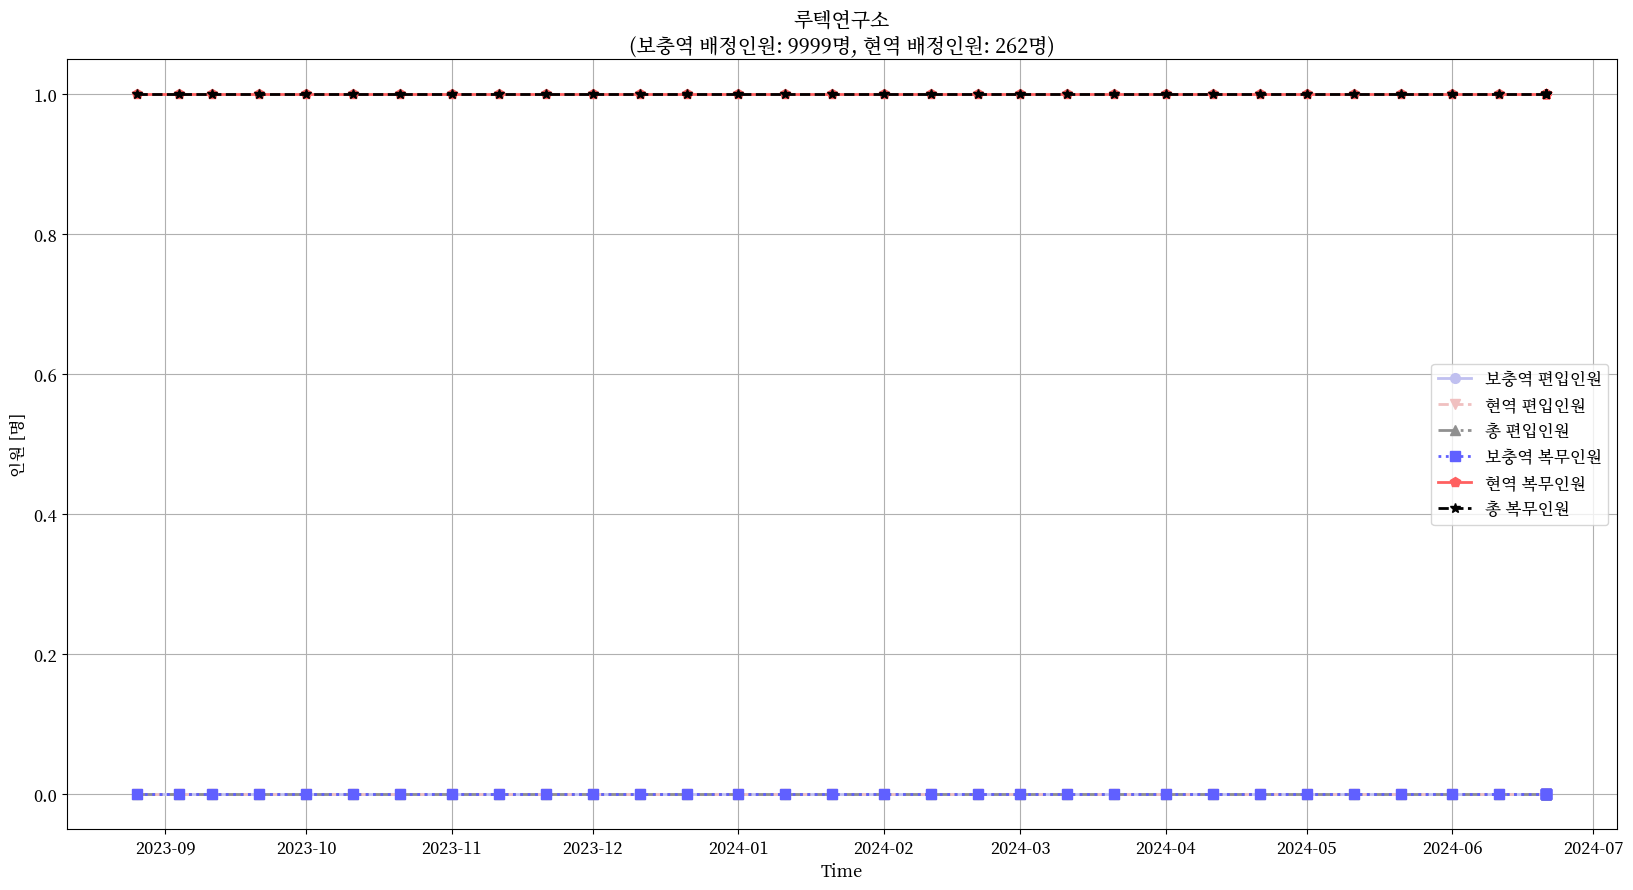 루텍연구소
(보충역 배정인원: 9999명, 현역 배정인원: 262명)
1.0
0.8
0.6
0.4
0.2
0.0
인원 [명]
보충역 편입인원
현역 편입인원
총 편입인원
보충역 복무인원
현역 복무인원
총 복무인원
2023-09 2023-10 2023-11 2023-12 2024-01 2024-02 2024-03 2024-04 2024-05 2024-06 2024-07
Time